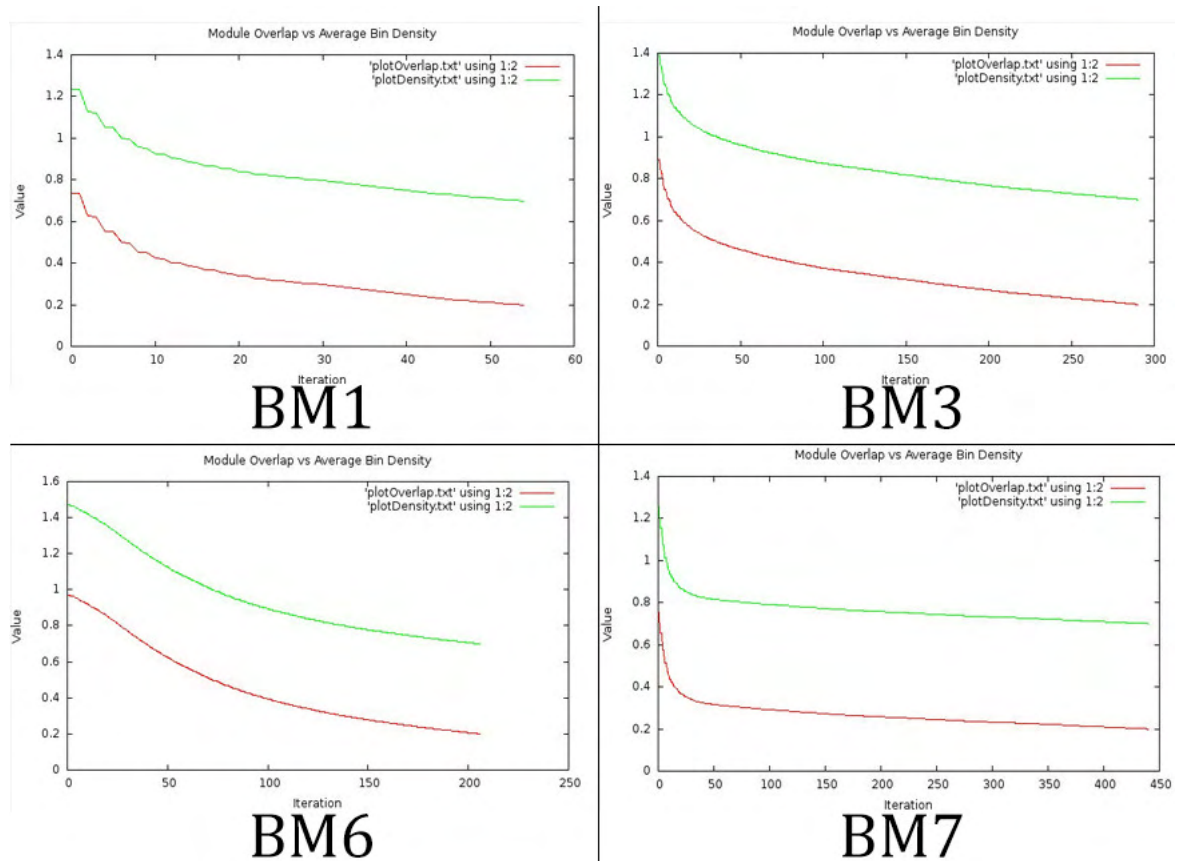 Module Overlap vs Average Bin Density
1.4
1.2
1
0.8
0.6
0.4
0.2
0
Value
'plotOverlap.txt' using 1:2
'plotDensity.txt' using 1:2
0 10 20 30 40 50 60
Iteration
BM1
Module Overlap vs Average Bin Density
1.4
1.2
1
0.8
0.6
0.4
0.2
0
Value
'plotOverlap.txt' using 1:2
'plotDensity.txt' using 1:2
0 50 100 150 200 250 300
Iteration
BM3
Module Overlap vs Average Bin Density
1.6
1.4
1.2
1
0.8
0.6
0.4
0.2
0
Value
'plotOverlap.txt' using 1:2
'plotDensity.txt' using 1:2
0 50 100 150 200 250
Iteration
BM6
Module Overlap vs Average Bin Density
1.4
1.2
1
0.8
0.6
0.4
0.2
0
Value
'plotOverlap.txt' using 1:2
'plotDensity.txt' using 1:2
0 50 100 150 200 250 300 350 400 450
Iteration
BM7